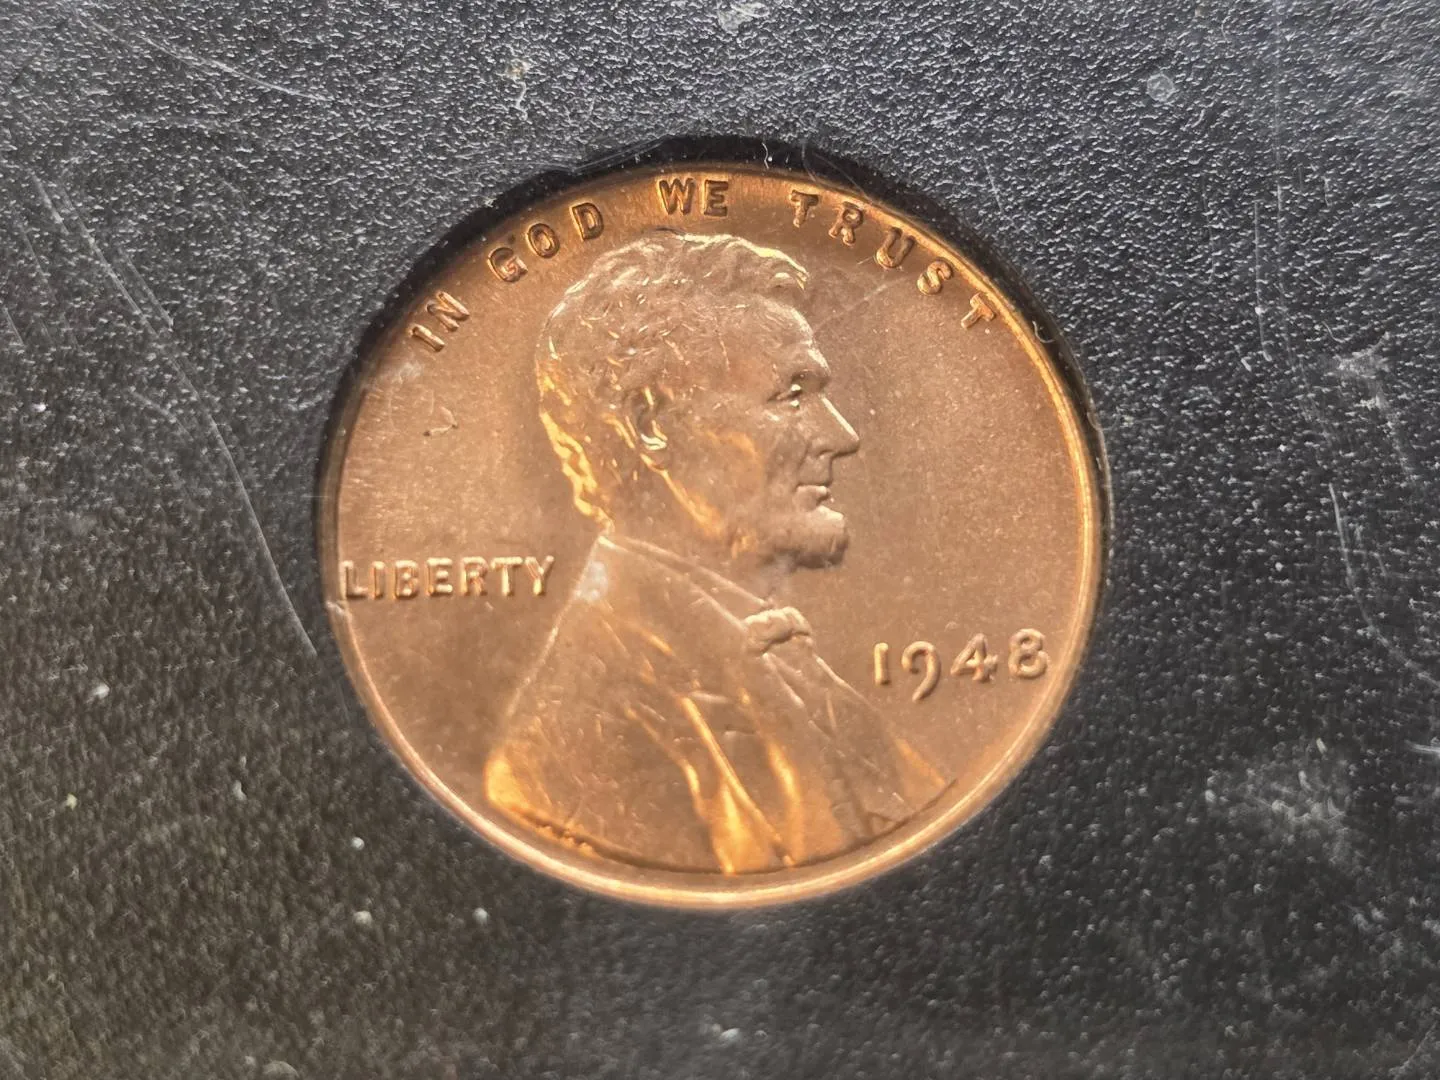 IN GOD WE TRUST
LIBERTY
1948